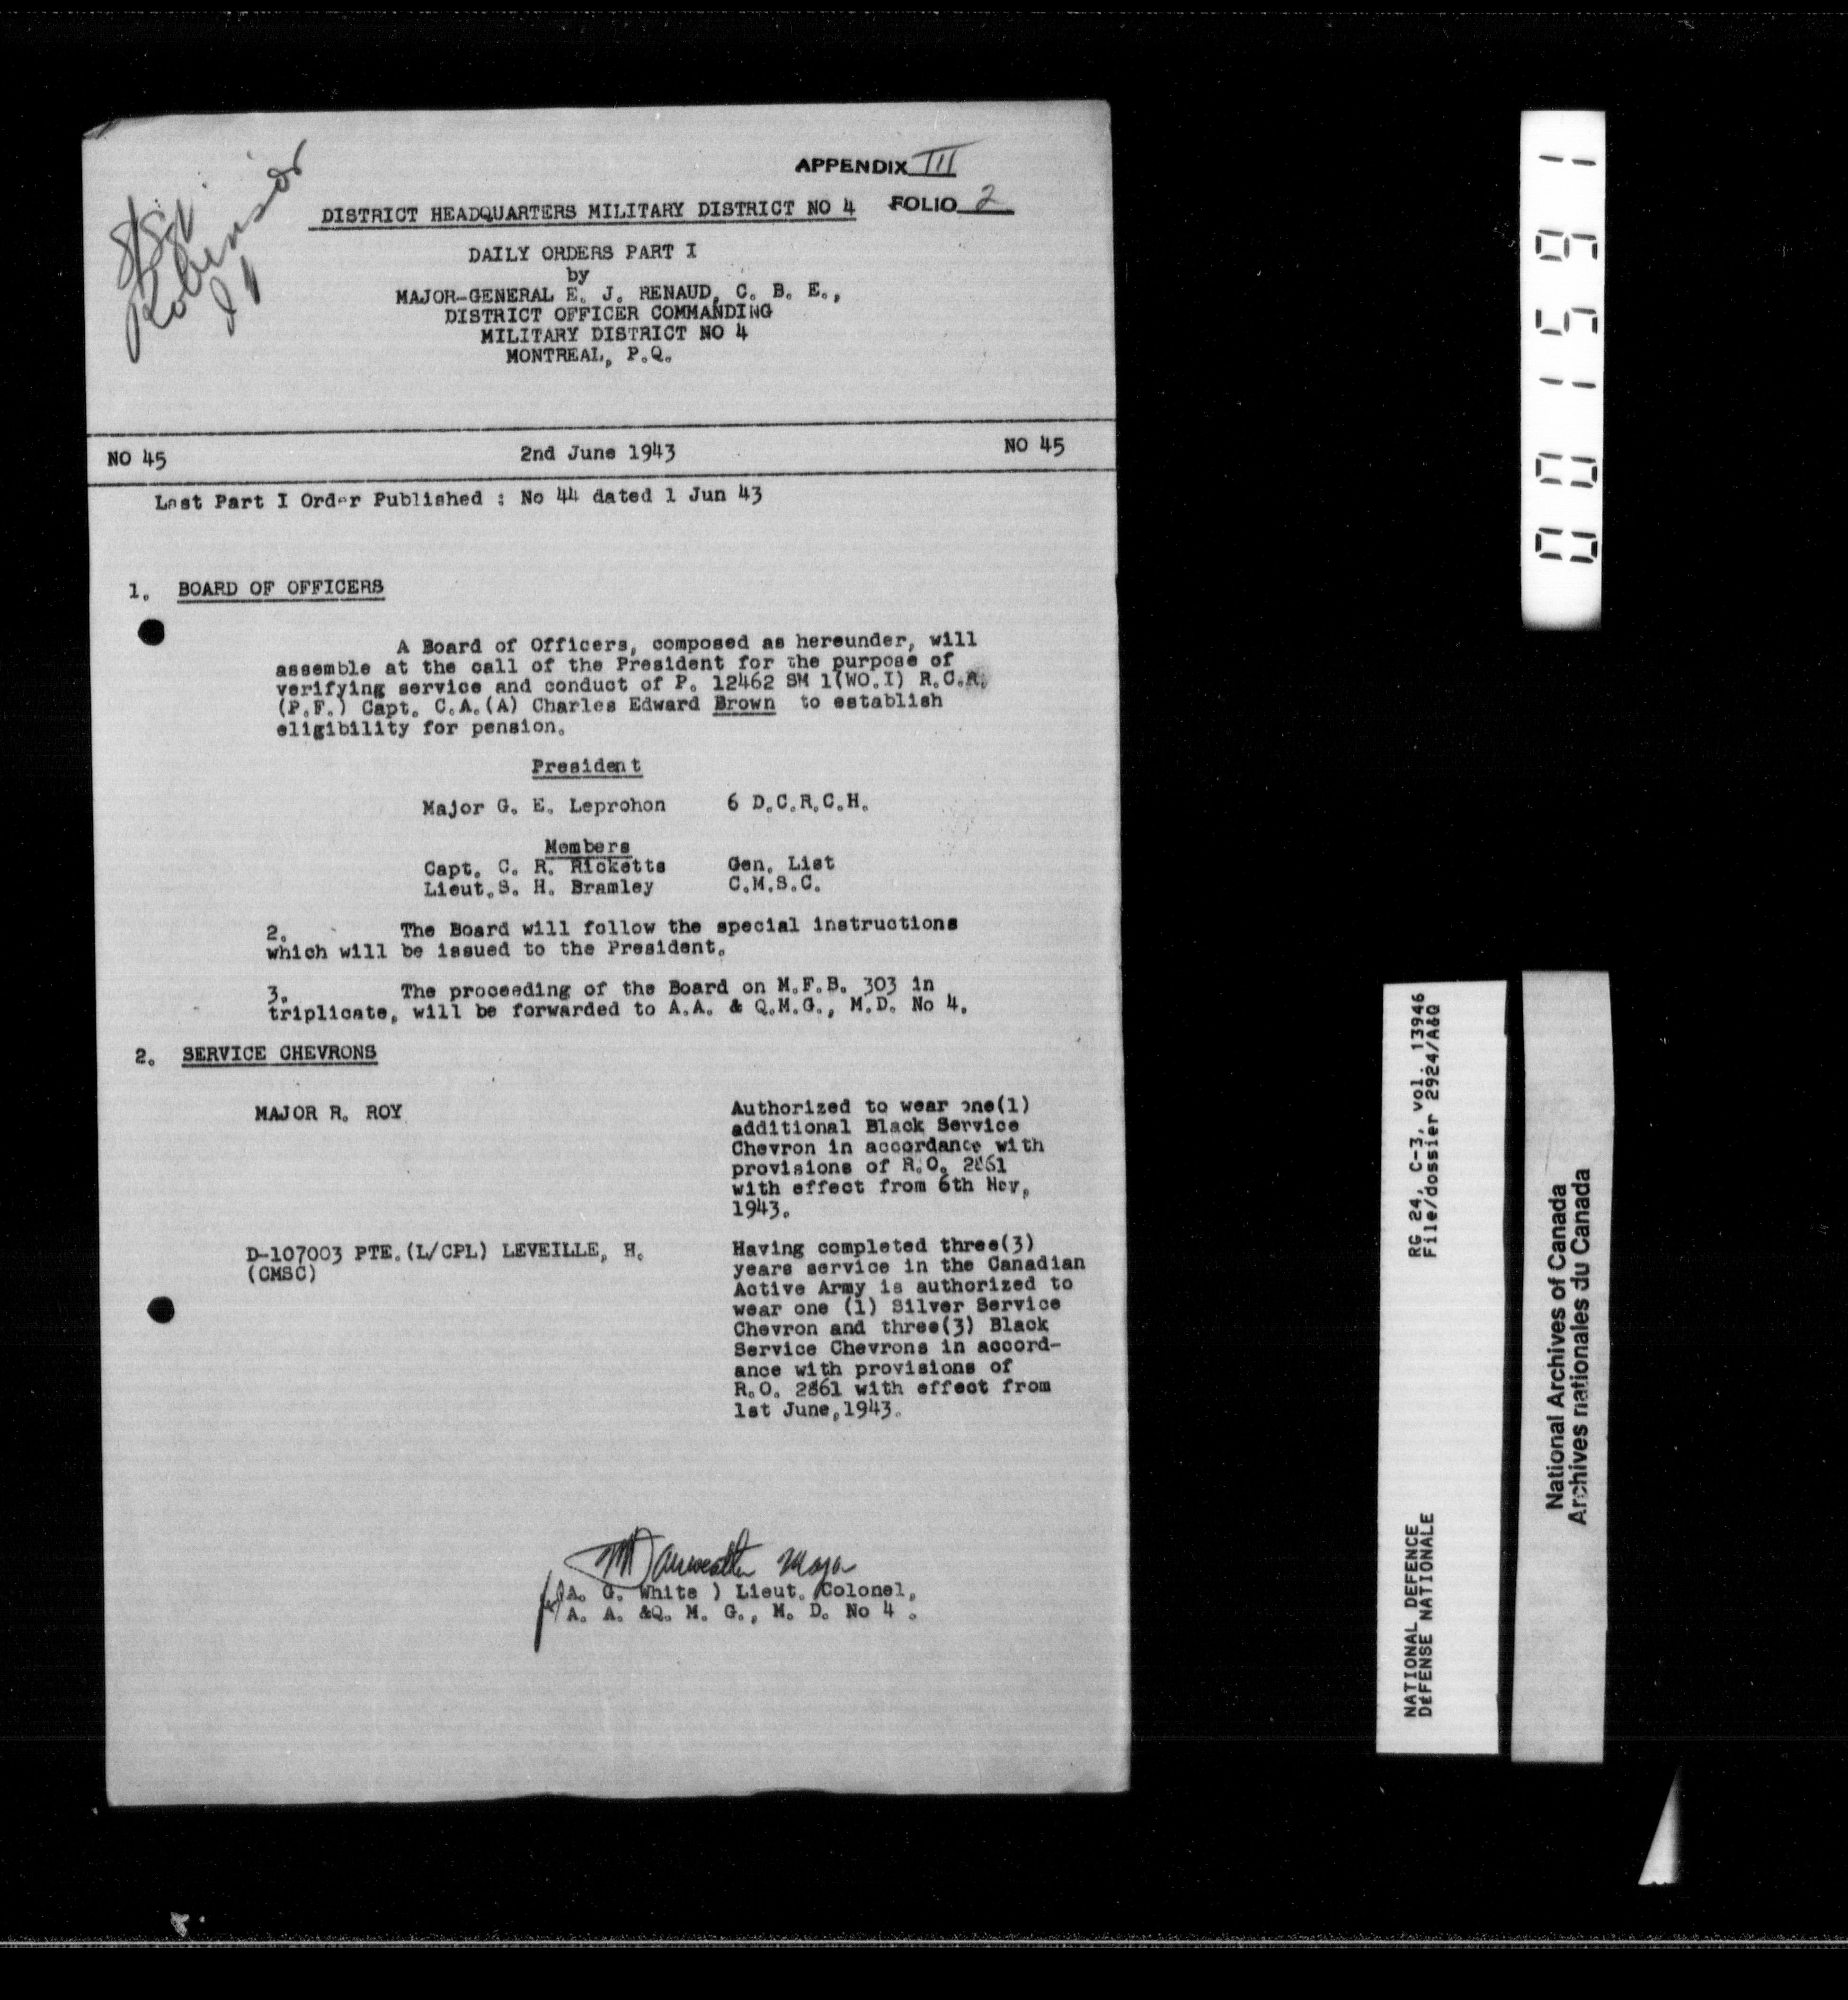 APPENDIX III
DISTRICT HEADQUARTERS MILITARY DISTRICT NO 4 FOLIO 2
S/Sgt.
Robinson
DAILY ORDERS PART I
by
MAJOR-GENERAL E. J. RENAUD, C. B. E.,
DISTRICT OFFICER COMMANDING
MILITARY DISTRICT NO 4
MONTREAL, P.Q.
NO 45 2nd June 1943 NO 45
Last Part I Order Published : No 44 dated 1 Jun 43
1. BOARD OF OFFICERS
A Board of Officers, composed as hereunder, will
assemble at the call of the President for the purpose of
verifying service and conduct of P. 12462 SM 1(WO.I) R.C.A.
(P.F.) Capt. C.A.(A) Charles Edward Brown to establish
eligibility for pension.
President
Major G. E. Leprohon 6 D.C.R.C.H.
Members
Capt. C. R. Ricketts Gen. List
Lieut.S. H. Bramley C.M.S.C.
2. The Board will follow the special instructions
which will be issued to the President.
3. The proceeding of the Board on M.F.B. 303 in
triplicate, will be forwarded to A.A. & Q.M.G., M.D. No 4.
2. SERVICE CHEVRONS
MAJOR R. ROY Authorized to wear one(1)
additional Black Service
Chevron in accordance with
provisions of R.O. 2861
with effect from 6th
1943.
D-107003 PTE.(L/CPL) LEVEILLE, H. Having completed three(3)
(CMSC) years service in the Canadian
Active Army is authorized to
wear one (1) Silver Service
Chevron and three(3) Black
Service Chevrons in accord-
ance with provisions of
R.O. 2861 with effect from
1st June,1943.
Major
for (A. G. White ) Lieut. Colonel,
A. A. &Q. M. G., M. D. No 4 .
001591
RG 24, C-3, vol. 13946
File/dossier 2924/A&Q
NATIONAL DEFENCE
DéFENSE NATIONALE
National Archives of Canada
Archives nationales du Canada